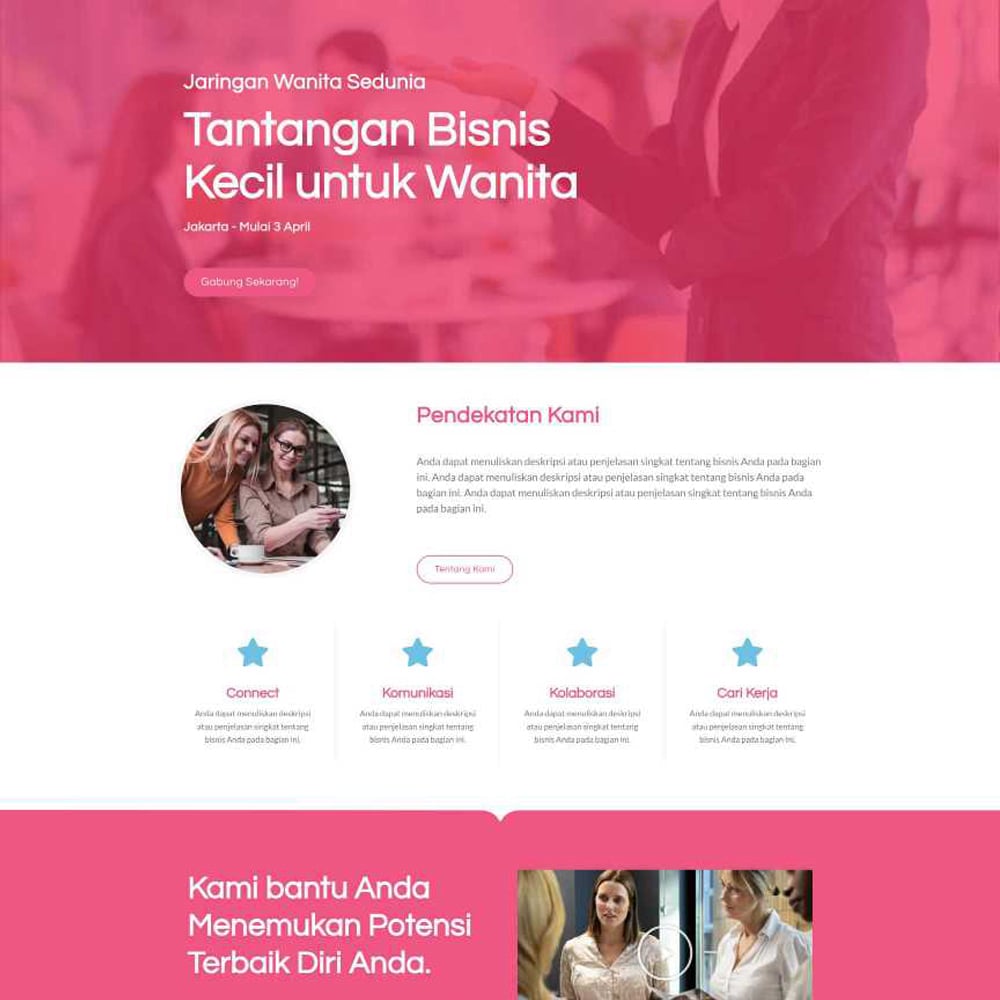 Jaringan Wanita Sedunia
Tantangan Bisnis
Kecil untuk Wanita
Jakarta - Mulai 3 April
Gabung Sekarang!
Pendekatan Kami
Anda dapat menuliskan deskripsi atau penjelasan singkat tentang bisnis Anda pada bagian
ini. Anda dapat menuliskan deskripsi atau penjelasan singkat tentang bisnis Anda pada
bagian ini. Anda dapat menuliskan deskripsi atau penjelasan singkat tentang bisnis Anda
pada bagian ini.
Tentang Kami
Connect
Anda dapat menuliskan deskripsi
atau penjelasan singkat tentang
bisnis Anda pada bagian ini.
Komunikasi
Anda dapat menuliskan deskripsi
atau penjelasan singkat tentang
bisnis Anda pada bagian ini.
Kolaborasi
Anda dapat menuliskan deskripsi
atau penjelasan singkat tentang
bisnis Anda pada bagian ini.
Cari Kerja
Anda dapat menuliskan deskripsi
atau penjelasan singkat tentang
bisnis Anda pada bagian ini.
Kami bantu Anda
Menemukan Potensi
Terbaik Diri Anda.